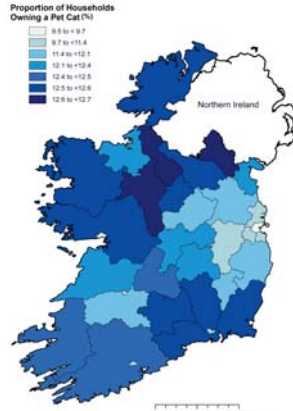 Proportion of Households
Owning a Pet Cat (%)
9.5 to < 9.7
9.7 to <11.4
11.4 to <12.1
12.1 to <12.4
12.4 to <12.5
12.5 to <12.6
12.6 to <12.7
Northern Ireland